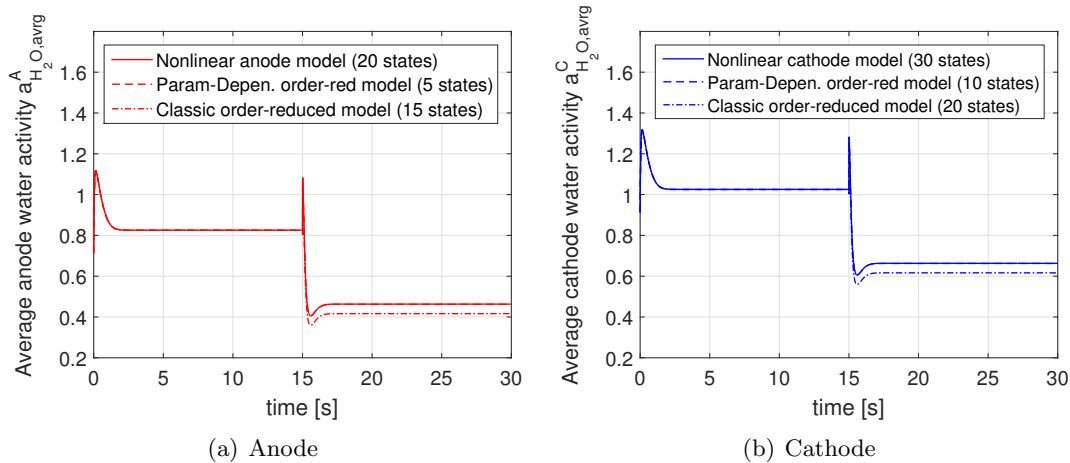 Average anode water activity a^A_{H_2O,avrg}
1.6
1.4
1.2
1
0.8
0.6
0.4
0.2
Nonlinear anode model (20 states)
Param-Depen. order-red model (5 states)
Classic order-reduced model (15 states)
0 5 10 15 20 25 30
time [s]
(a) Anode
Average cathode water activity a^C_{H_2O,avrg}
1.6
1.4
1.2
1
0.8
0.6
0.4
0.2
Nonlinear cathode model (30 states)
Param-Depen. order-red model (10 states)
Classic order-reduced model (20 states)
0 5 10 15 20 25 30
time [s]
(b) Cathode